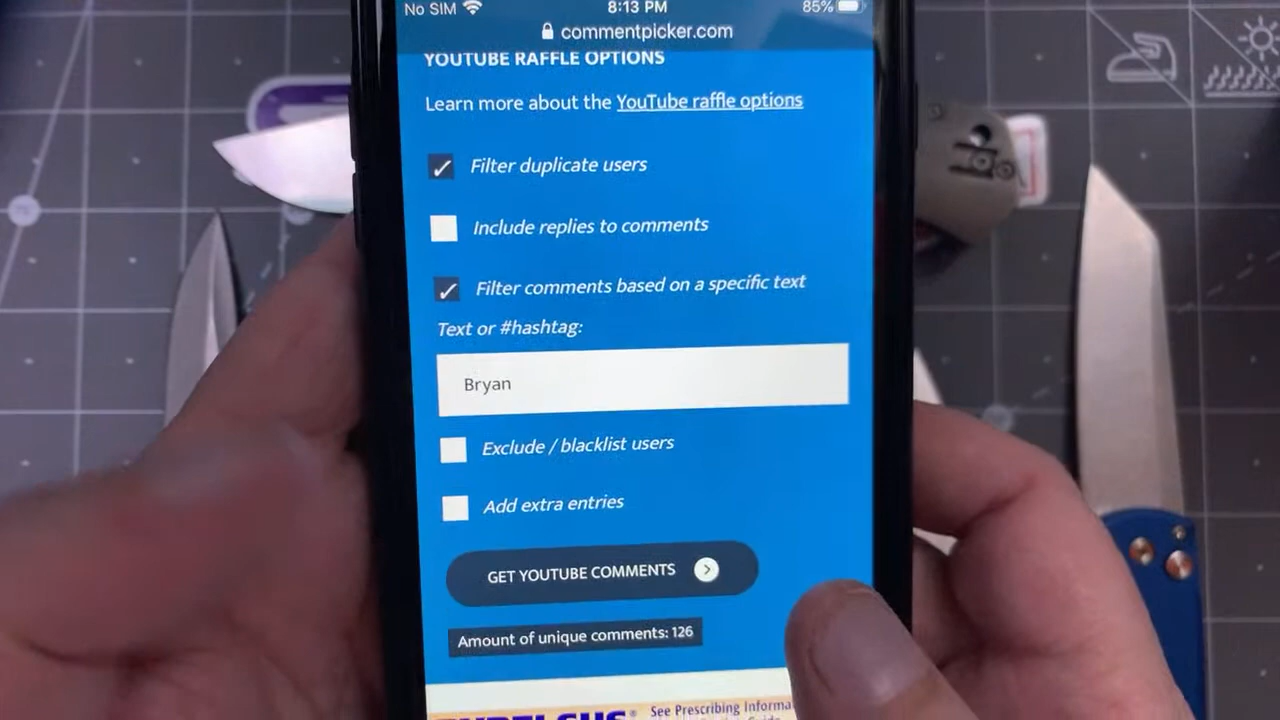 No SIM 8:13 PM 85%
commentpicker.com
YOUTUBE RAFFLE OPTIONS
Learn more about the YouTube raffle options
Filter duplicate users
Include replies to comments
Filter comments based on a specific text
Text or #hashtag:
Bryan
Exclude / blacklist users
Add extra entries
GET YOUTUBE COMMENTS
Amount of unique comments: 126
See Prescribing Informa